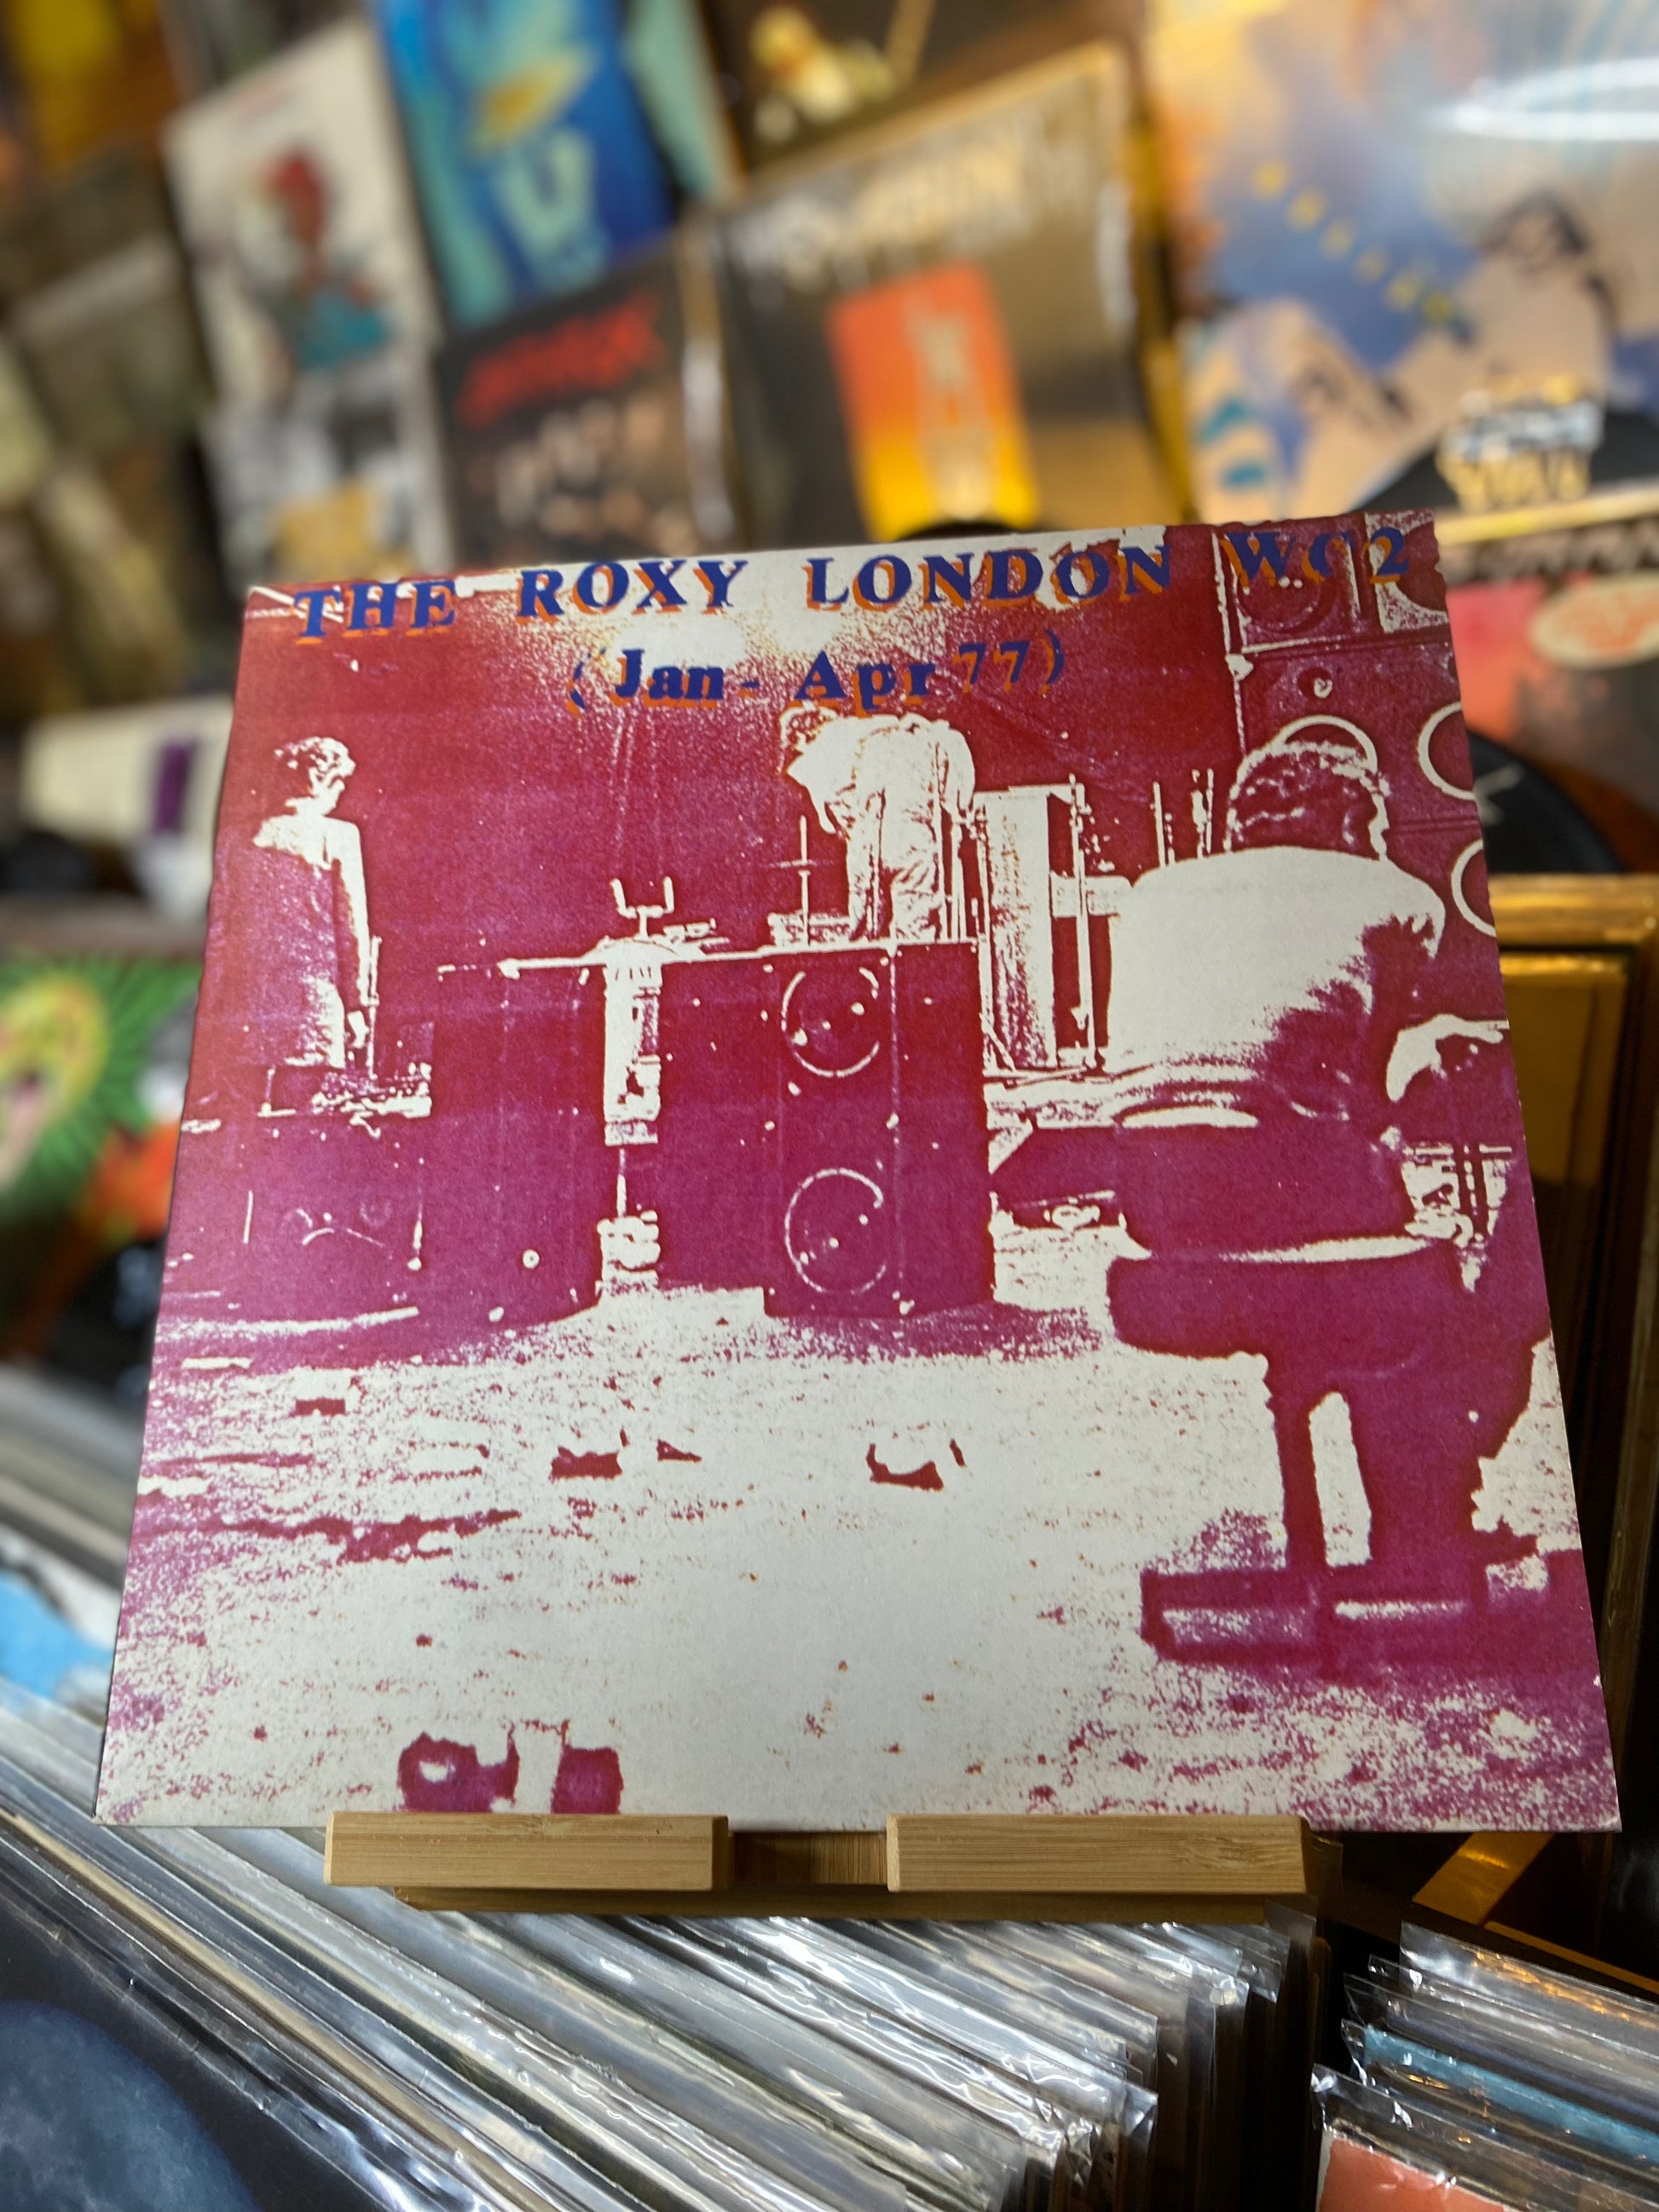 THE ROXY LONDON WC2
(Jan - Apr 77)